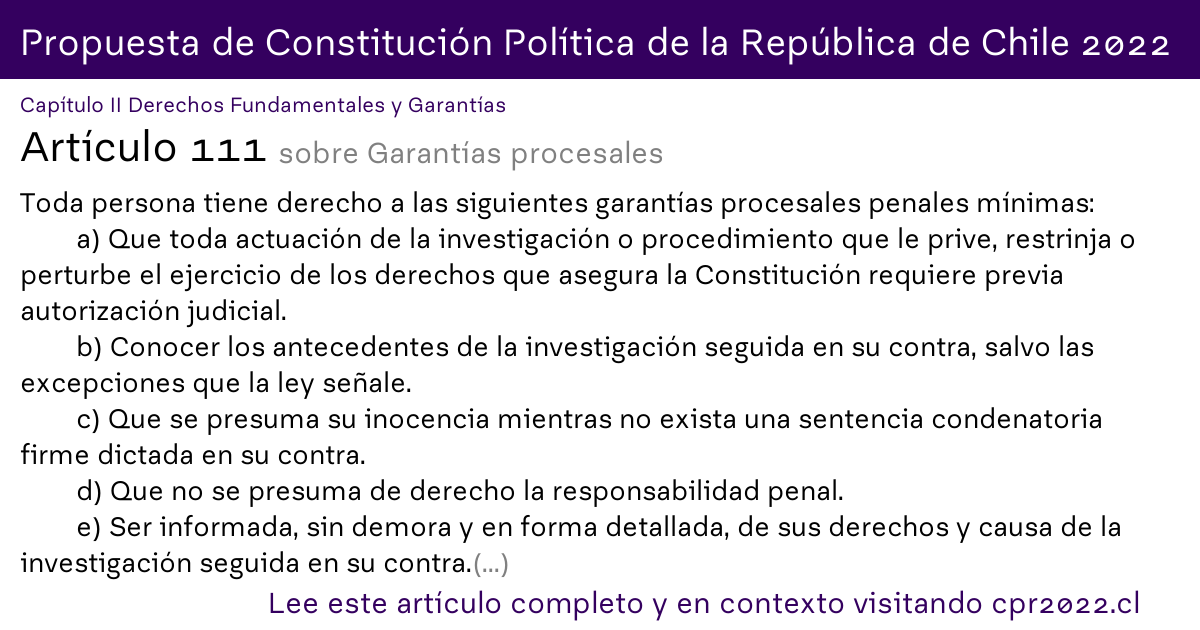 Propuesta de Constitución Política de la República de Chile 2022
Capítulo II Derechos Fundamentales y Garantías
Artículo 111 sobre Garantías procesales
Toda persona tiene derecho a las siguientes garantías procesales penales mínimas:
a) Que toda actuación de la investigación o procedimiento que le prive, restrinja o
perturbe el ejercicio de los derechos que asegura la Constitución requiere previa
autorización judicial.
b) Conocer los antecedentes de la investigación seguida en su contra, salvo las
excepciones que la ley señale.
c) Que se presuma su inocencia mientras no exista una sentencia condenatoria
firme dictada en su contra.
d) Que no se presuma de derecho la responsabilidad penal.
e) Ser informada, sin demora y en forma detallada, de sus derechos y causa de la
investigación seguida en su contra.(...)
Lee este artículo completo y en contexto visitando cpr2022.cl